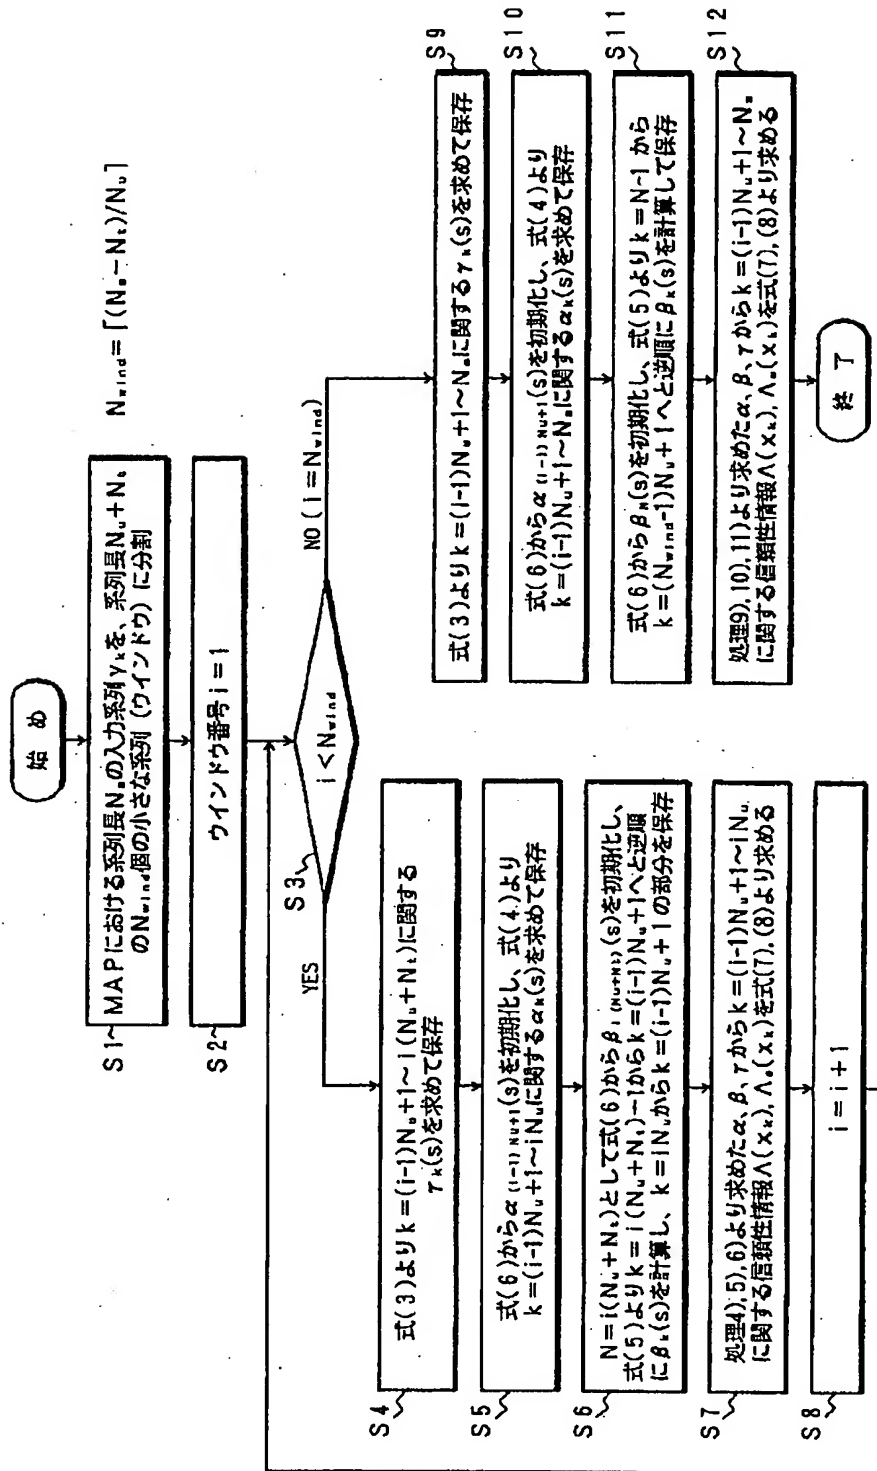 始め
S1 MAPにおける系列長Nₘの入力系列γₖを、系列長Nᵤ+Nₜ
のN_wind個の小さな系列(ウインドウ)に分割
N_wind=⌈(Nₘ-Nₜ)/Nᵤ⌉
S2 ウインドウ番号i=1
S3 i<N_wind
YES
NO(i=N_wind)
S4 式(3)よりk=(i-1)Nᵤ+1~i(Nᵤ+Nₜ)に関する
γₖ(s)を求めて保存
S5 式(6)からα(i-1)Nu+1(s)を初期化し、式(4)より
k=(i-1)Nᵤ+1~iNᵤに関するαₖ(s)を求めて保存
S6 N=i(Nᵤ+Nₜ)として式(6)からβi(Nu+Nt)(s)を初期化し、
式(5)よりk=i(Nᵤ+Nₜ)-1からk=(i-1)Nᵤ+1へと逆順
にβₖ(s)を計算し、k=iNᵤからk=(i-1)Nᵤ+1の部分を保存
S7 処理4),5),6)より求めたα、β、γからk=(i-1)Nᵤ+1~iNᵤ
に関する信頼性情報Λ(xₖ),Λₑ(xₖ)を式(7),(8)より求める
S8 i=i+1
S9 式(3)よりk=(i-1)Nᵤ+1~Nₘに関するγₖ(s)を求めて保存
S10 式(6)からα(i-1)Nu+1(s)を初期化し、式(4)より
k=(i-1)Nᵤ+1~Nₘに関するαₖ(s)を求めて保存
S11 式(6)からβN(s)を初期化し、式(5)よりk=N-1から
k=(N_wind-1)Nᵤ+1へと逆順にβₖ(s)を計算して保存
S12 処理9),10),11)より求めたα、β、γからk=(i-1)Nᵤ+1~Nₘ
に関する信頼性情報Λ(xₖ),Λₑ(xₖ)を式(7),(8)より求める
終了